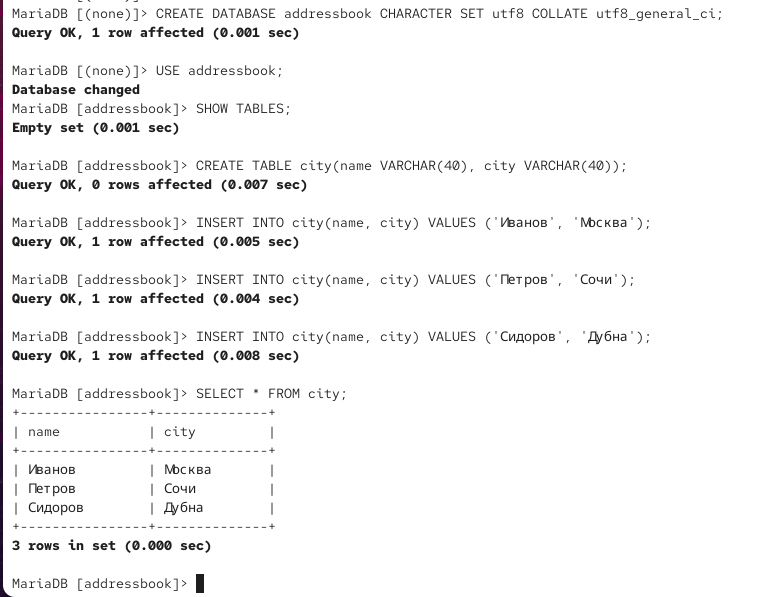 MariaDB [(none)]> CREATE DATABASE addressbook CHARACTER SET utf8 COLLATE utf8_general_ci;
Query OK, 1 row affected (0.001 sec)
MariaDB [(none)]> USE addressbook;
Database changed
MariaDB [addressbook]> SHOW TABLES;
Empty set (0.001 sec)
MariaDB [addressbook]> CREATE TABLE city(name VARCHAR(40), city VARCHAR(40));
Query OK, 0 rows affected (0.007 sec)
MariaDB [addressbook]> INSERT INTO city(name, city) VALUES ('Иванов', 'Москва');
Query OK, 1 row affected (0.005 sec)
MariaDB [addressbook]> INSERT INTO city(name, city) VALUES ('Петров', 'Сочи');
Query OK, 1 row affected (0.004 sec)
MariaDB [addressbook]> INSERT INTO city(name, city) VALUES ('Сидоров', 'Дубна');
Query OK, 1 row affected (0.008 sec)
MariaDB [addressbook]> SELECT * FROM city;
+----------------+--------------+
| name           | city         |
+----------------+--------------+
| Иванов         | Москва       |
| Петров         | Сочи         |
| Сидоров        | Дубна        |
+----------------+--------------+
3 rows in set (0.000 sec)
MariaDB [addressbook]>